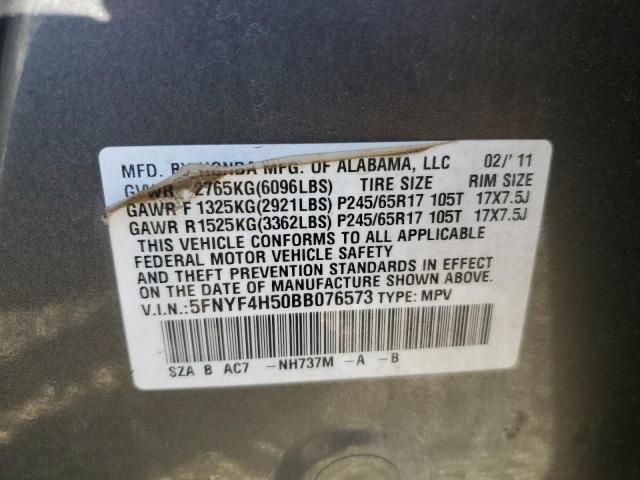 MFD. BY HONDA MFG. OF ALABAMA, LLC 02/'11
GVWR 2765KG(6096LBS) TIRE SIZE RIM SIZE
GAWR F 1325KG(2921LBS) P245/65R17 105T 17X7.5J
GAWR R1525KG(3362LBS) P245/65R17 105T 17X7.5J
THIS VEHICLE CONFORMS TO ALL APPLICABLE
FEDERAL MOTOR VEHICLE SAFETY
AND THEFT PREVENTION STANDARDS IN EFFECT
ON THE DATE OF MANUFACTURE SHOWN ABOVE.
V.I.N.:5FNYF4H50BB076573 TYPE: MPV
SZA B AC7 -NH737M -A -B